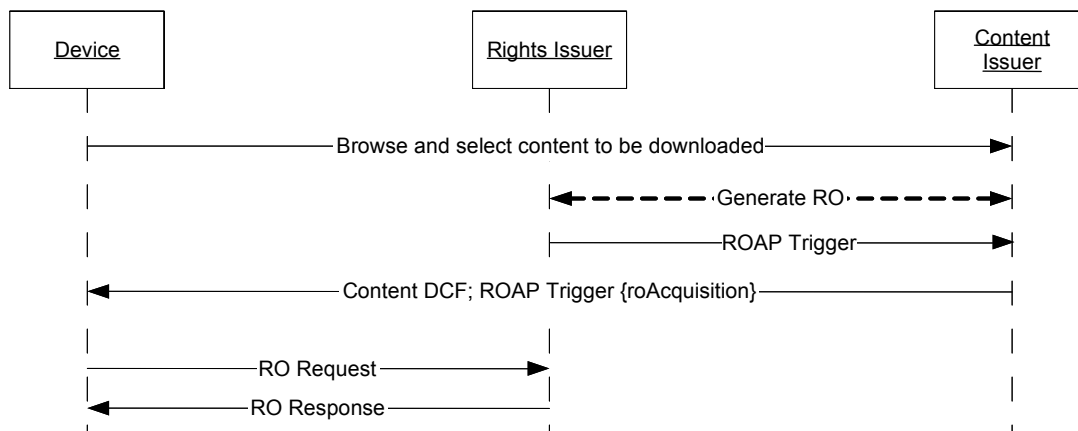 Device
Rights Issuer
Content
Issuer
Browse and select content to be downloaded
Generate RO
ROAP Trigger
Content DCF; ROAP Trigger {roAcquisition}
RO Request
RO Response